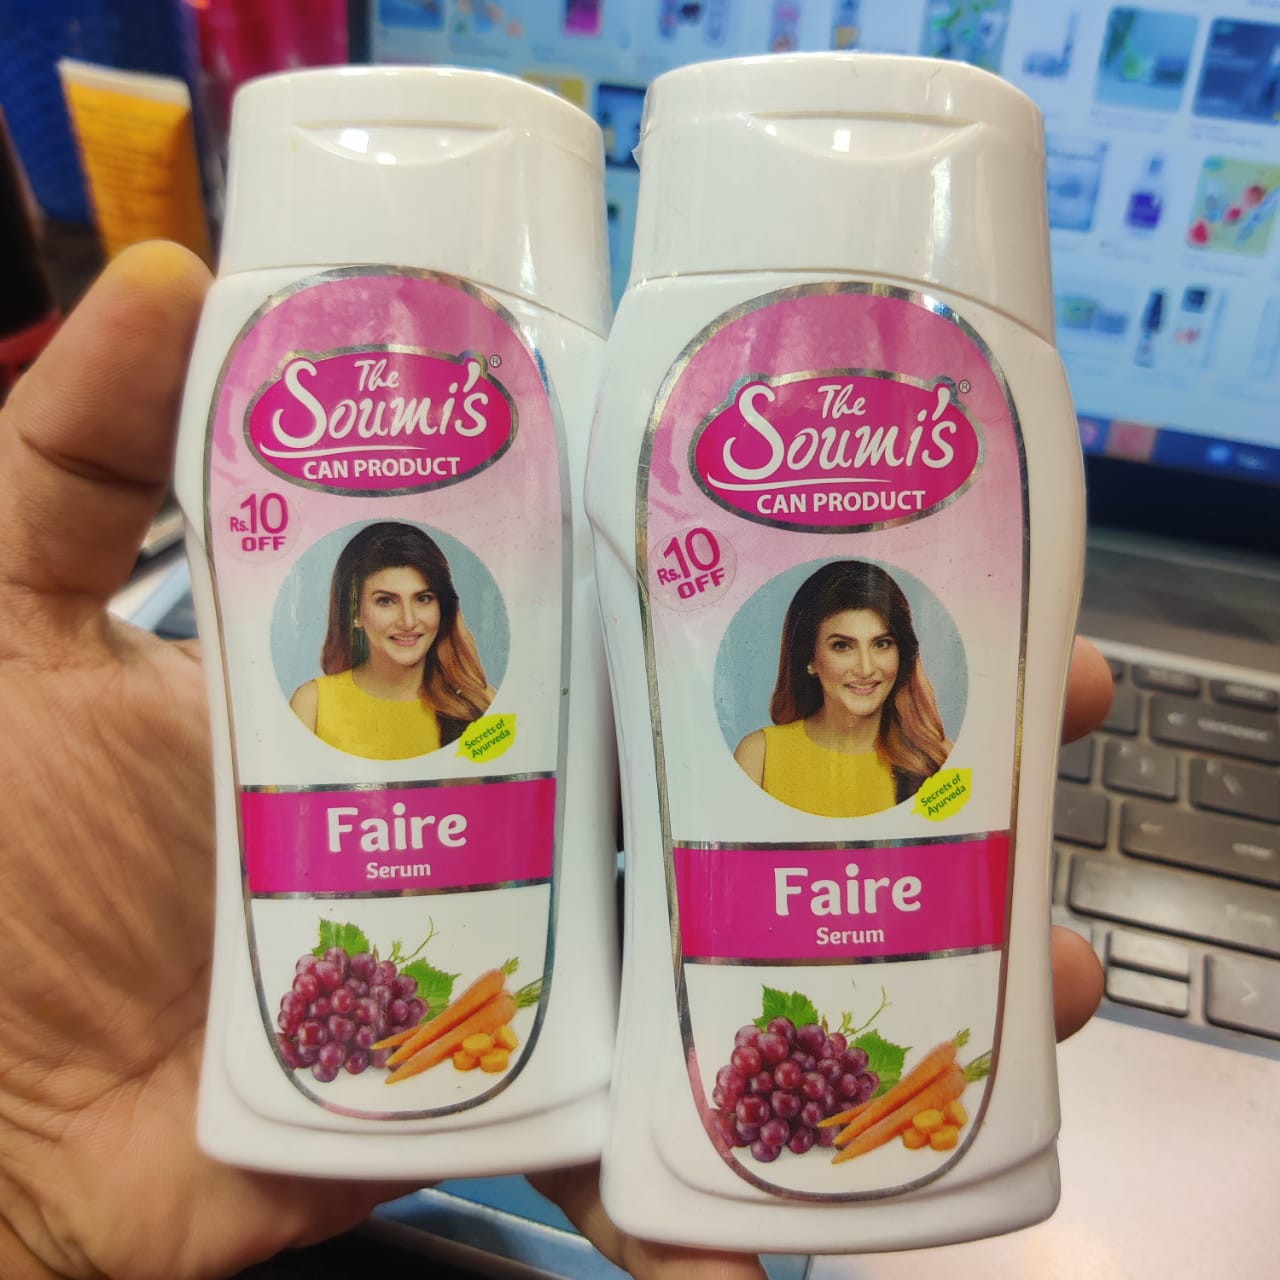 The
Soumi's®
CAN PRODUCT
Rs.10
OFF
Secrets of
Ayurveda
Faire
Serum
The
Soumi's®
CAN PRODUCT
Rs.10
OFF
Secrets of
Ayurveda
Faire
Serum